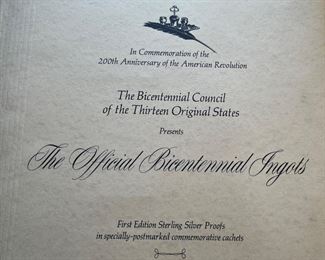 In Commemoration of the
200th Anniversary of the American Revolution
The Bicentennial Council
of the Thirteen Original States
Presents
The Official Bicentennial Ingots
First Edition Sterling Silver Proofs
in specially-postmarked commemorative cachets